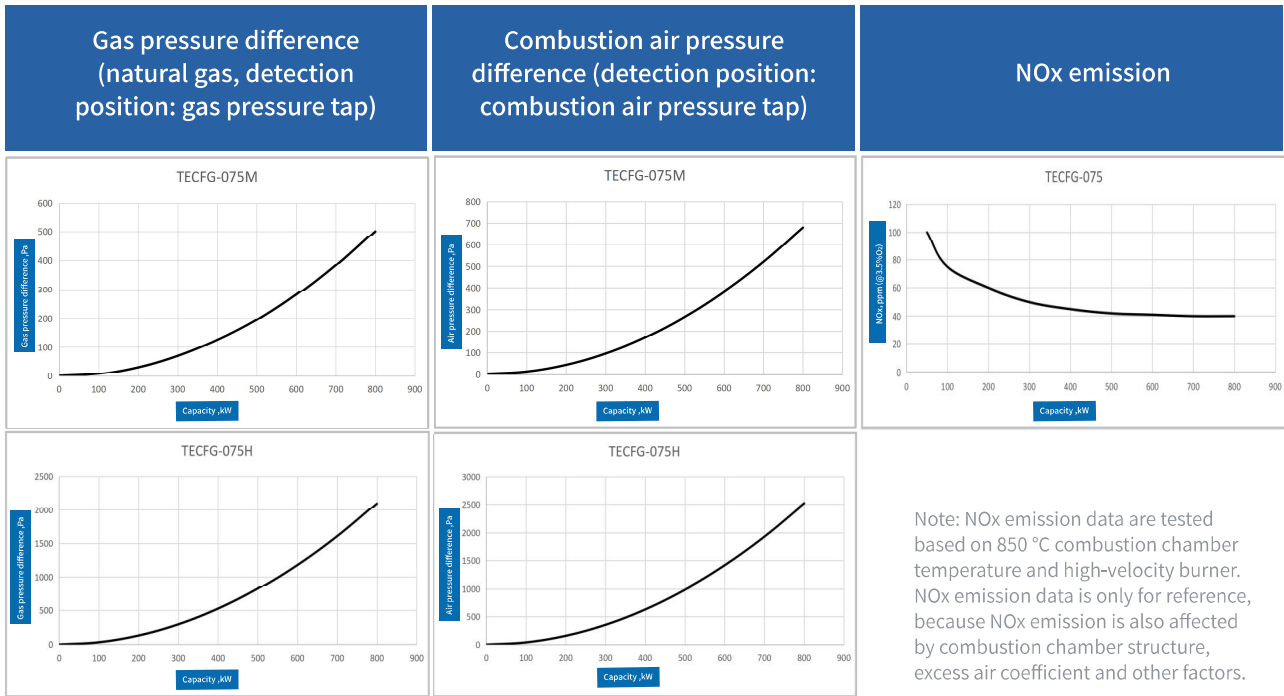 Gas pressure difference
(natural gas, detection
position: gas pressure tap)
Combustion air pressure
difference (detection position:
combustion air pressure tap)
NOx emission
TECFG-075M
Gas pressure difference ,Pa
600
500
400
200
200
100
0
0 100 200 300 400 500 600 700 800 900
Capacity ,kW
TECFG-075M
Air pressure difference ,Pa
800
700
600
500
400
300
200
100
0
0 100 200 300 400 500 600 700 800 900
Capacity ,kW
TECFG-075
NOx, ppm (@3.5%O₂)
120
100
80
60
40
20
0
0 100 200 300 400 500 600 700 800 900
Capacity ,kW
TECFG-075H
Gas pressure difference ,Pa
2500
2000
1500
1000
500
0
0 100 200 300 400 500 600 700 800 900
Capacity ,kW
TECFG-075H
Air pressure difference ,Pa
3000
2500
2000
1500
1000
500
0
0 100 200 300 400 500 600 700 800 900
Capacity ,kW
Note: NOx emission data are tested
based on 850 °C combustion chamber
temperature and high-velocity burner.
NOx emission data is only for reference,
because NOx emission is also affected
by combustion chamber structure,
excess air coefficient and other factors.